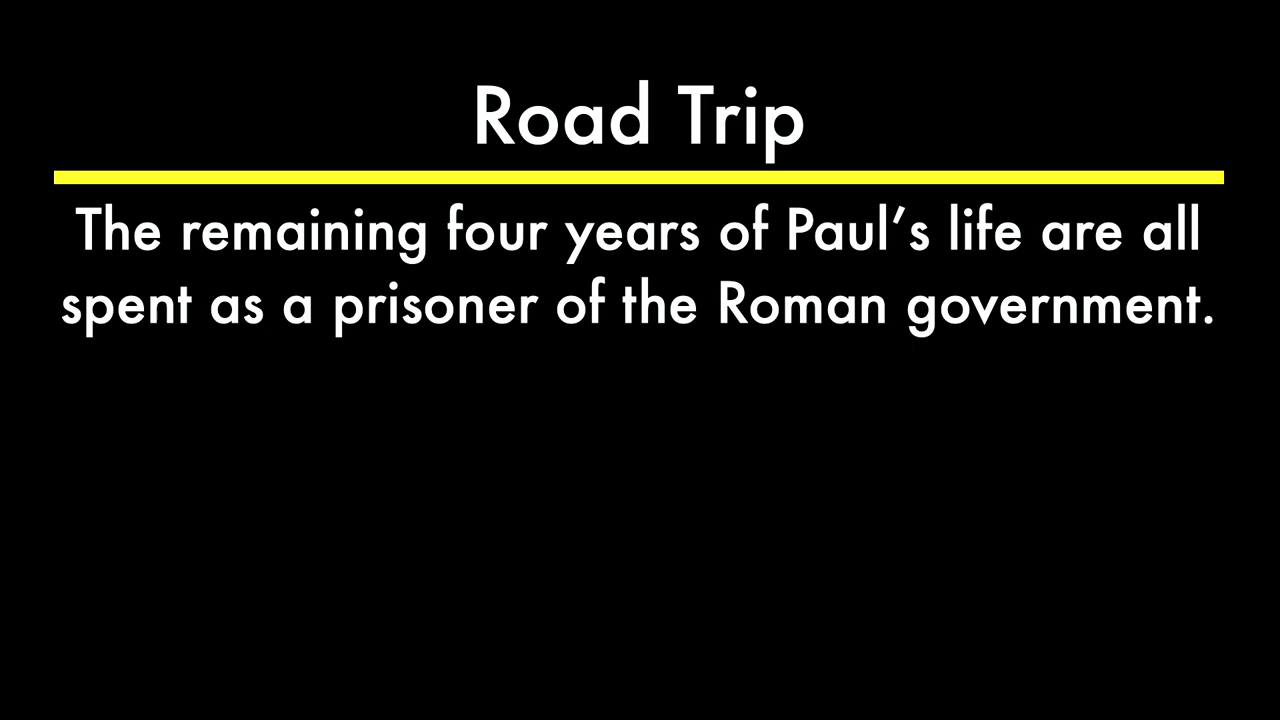 Road Trip
The remaining four years of Paul’s life are all
spent as a prisoner of the Roman government.